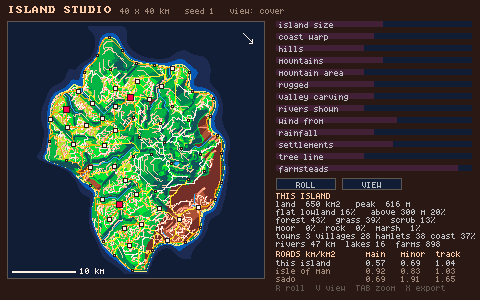 ISLAND STUDIO 40 x 40 km seed 1 view: cover
island size
coast warp
hills
mountains
mountain area
rugged
valley carving
rivers shown
wind from
rainfall
settlements
tree line
farmsteads
ROLL VIEW
THIS ISLAND
land 650 km2 peak 616 m
flat lowland 16% above 300 m 20%
forest 43% grass 39% scrub 13%
moor 0% rock 0% marsh 1%
towns 3 villages 28 hamlets 38 coast 37%
rivers 47 km lakes 16 farms 898
ROADS km/km2 main minor track
this island 0.57 0.69 1.04
isle of man 0.92 0.83 1.03
sado 0.69 1.91 1.65
R roll V view TAB zoom X export
10 km